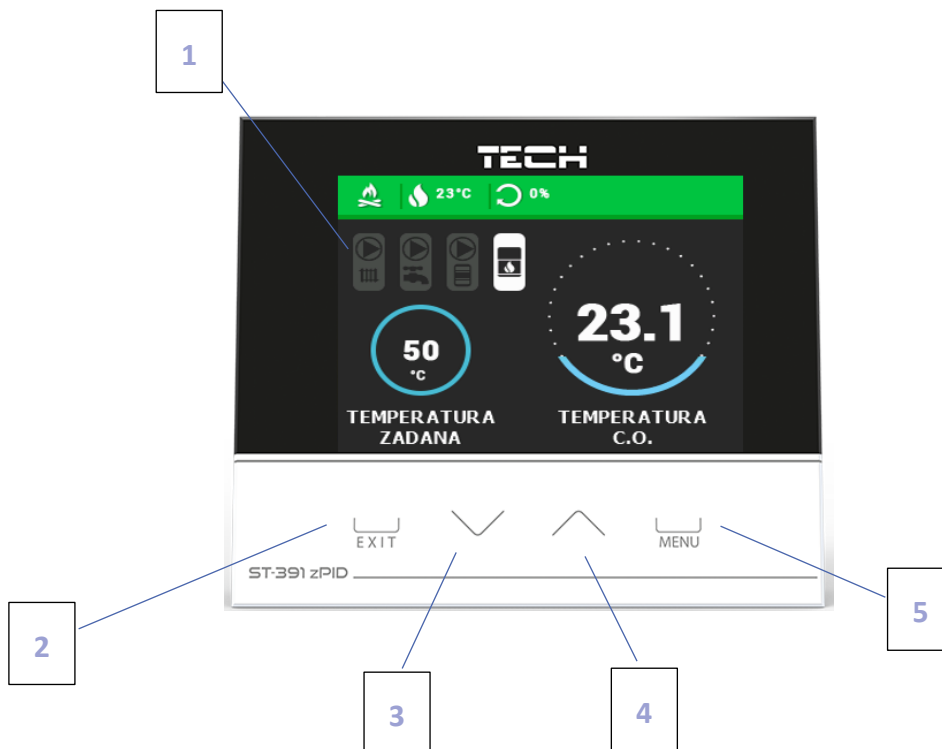 1
TECH
23°C
0%
50
°C
23.1
°C
TEMPERATURA
ZADANA
TEMPERATURA
C.O.
EXIT
MENU
ST-391 zPID
2
3
4
5